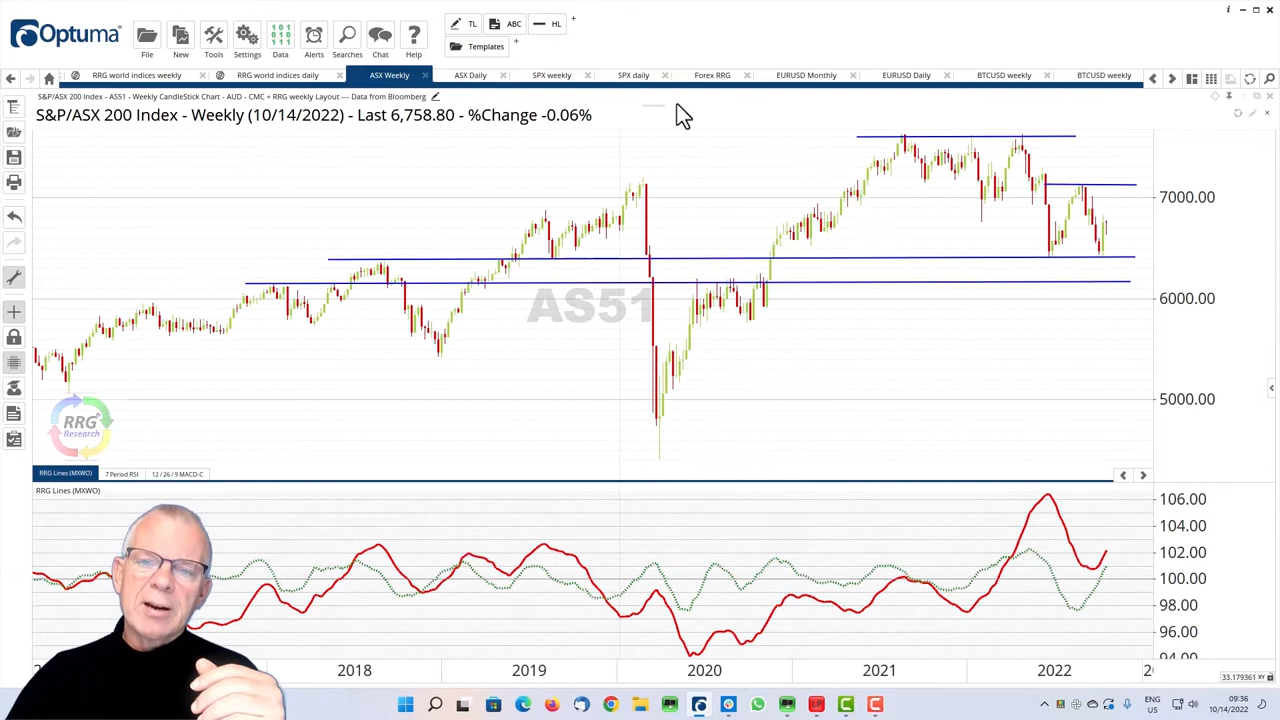 Optuma
File
New
Tools
Settings
Data
Alerts
Searches
Chat
Help
TL
ABC
HL
Templates
RRG world indices weekly
RRG world indices daily
ASX Weekly
ASX Daily
SPX weekly
SPX daily
Forex RRG
EURUSD Monthly
EURUSD Daily
BTCUSD weekly
BTCUSD weekly
S&P/ASX 200 Index - AS51 - Weekly CandleStick Chart - AUD - CMC + RRG weekly Layout --- Data from Bloomberg
S&P/ASX 200 Index - Weekly (10/14/2022) - Last 6,758.80 - %Change -0.06%
7000.00
6000.00
5000.00
AS51
RRG
Research
RRG Lines (MXWO)
7 Period RSI
12 / 26 / 9 MACD-C
RRG Lines (MXWO)
106.00
104.00
102.00
100.00
98.00
96.00
94.00
2018
2019
2020
2021
2022
33.179361 XY
ENG
US
09:36
10/14/2022